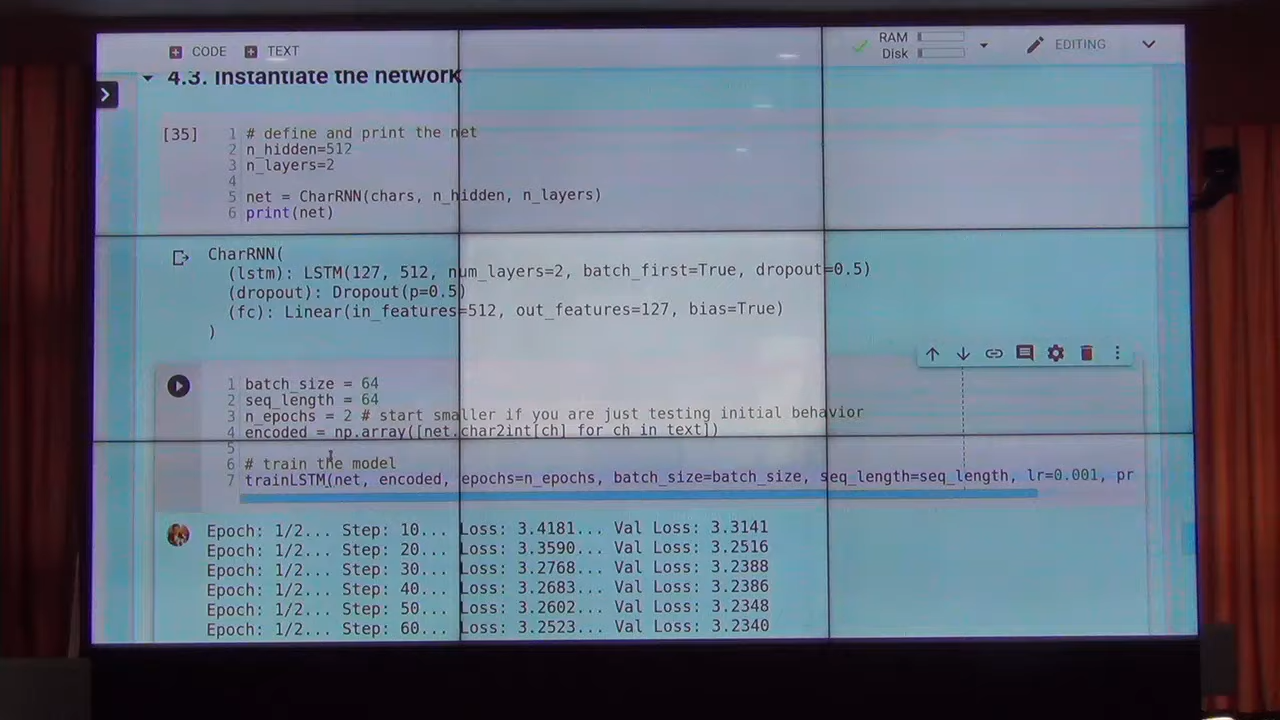 CODE TEXT
RAM
Disk
EDITING
4.3. Instantiate the network
[35]
1 # define and print the net
2 n_hidden=512
3 n_layers=2
4
5 net = CharRNN(chars, n_hidden, n_layers)
6 print(net)
CharRNN(
(lstm): LSTM(127, 512, num_layers=2, batch_first=True, dropout=0.5)
(dropout): Dropout(p=0.5)
(fc): Linear(in_features=512, out_features=127, bias=True)
)
1 batch_size = 64
2 seq_length = 64
3 n_epochs = 2 # start smaller if you are just testing initial behavior
4 encoded = np.array([net.char2int[ch] for ch in text])
5
6 # train the model
7 trainLSTM(net, encoded, epochs=n_epochs, batch_size=batch_size, seq_length=seq_length, lr=0.001, pr
Epoch: 1/2... Step: 10... Loss: 3.4181... Val Loss: 3.3141
Epoch: 1/2... Step: 20... Loss: 3.3590... Val Loss: 3.2516
Epoch: 1/2... Step: 30... Loss: 3.2768... Val Loss: 3.2388
Epoch: 1/2... Step: 40... Loss: 3.2683... Val Loss: 3.2386
Epoch: 1/2... Step: 50... Loss: 3.2602... Val Loss: 3.2348
Epoch: 1/2... Step: 60... Loss: 3.2523... Val Loss: 3.2340